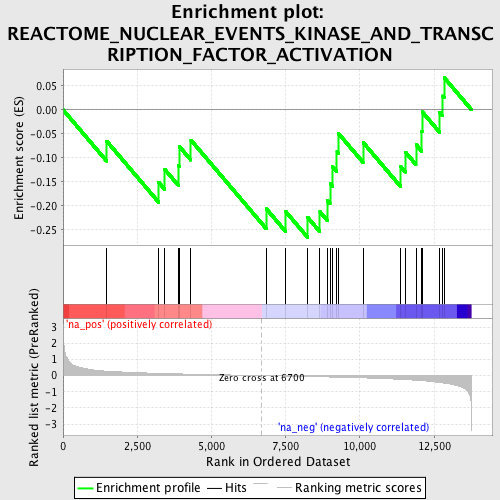 Enrichment plot:
REACTOME_NUCLEAR_EVENTS_KINASE_AND_TRANSC
RIPTION_FACTOR_ACTIVATION
Enrichment score (ES)
0.05
0.00
-0.05
-0.10
-0.15
-0.20
-0.25
'na_pos' (positively correlated)
Ranked list metric (PreRanked)
3
2
1
0
-1
-2
-3
Zero cross at 6700
'na_neg' (negatively correlated)
0
2,500
5,000
7,500
10,000
12,500
Rank in Ordered Dataset
Enrichment profile
Hits
Ranking metric scores